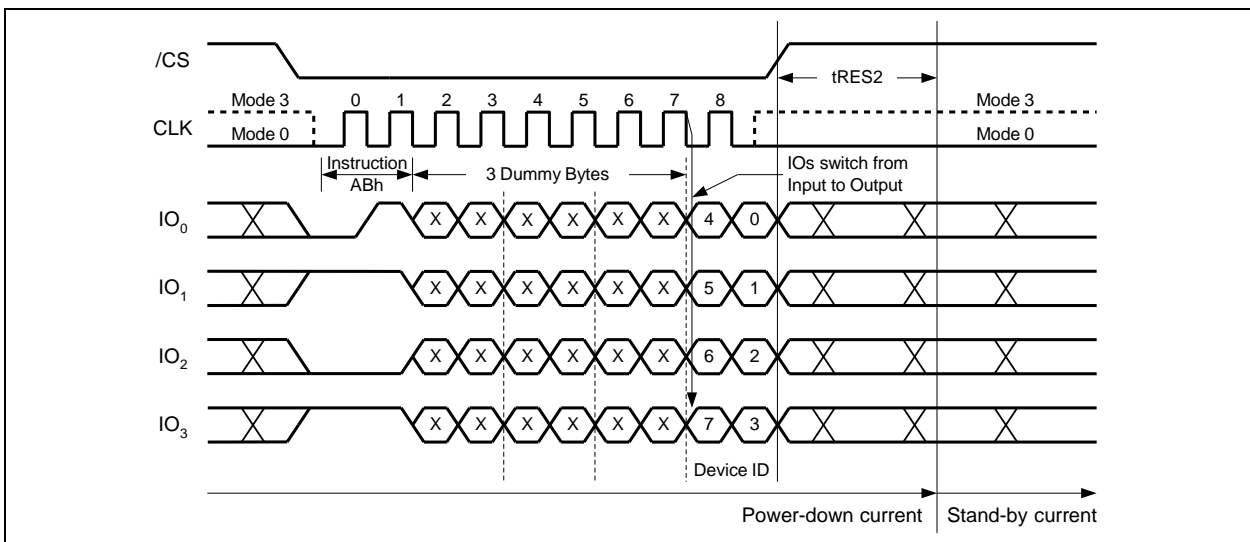 /CS
tRES2
Mode 3 0 1 2 3 4 5 6 7 8 Mode 3
CLK
Mode 0 Mode 0
Instruction
ABh
3 Dummy Bytes
IOs switch from
Input to Output
IO0 X X X X X X 4 0
IO1 X X X X X X 5 1
IO2 X X X X X X 6 2
IO3 X X X X X X 7 3
Device ID
Power-down current Stand-by current